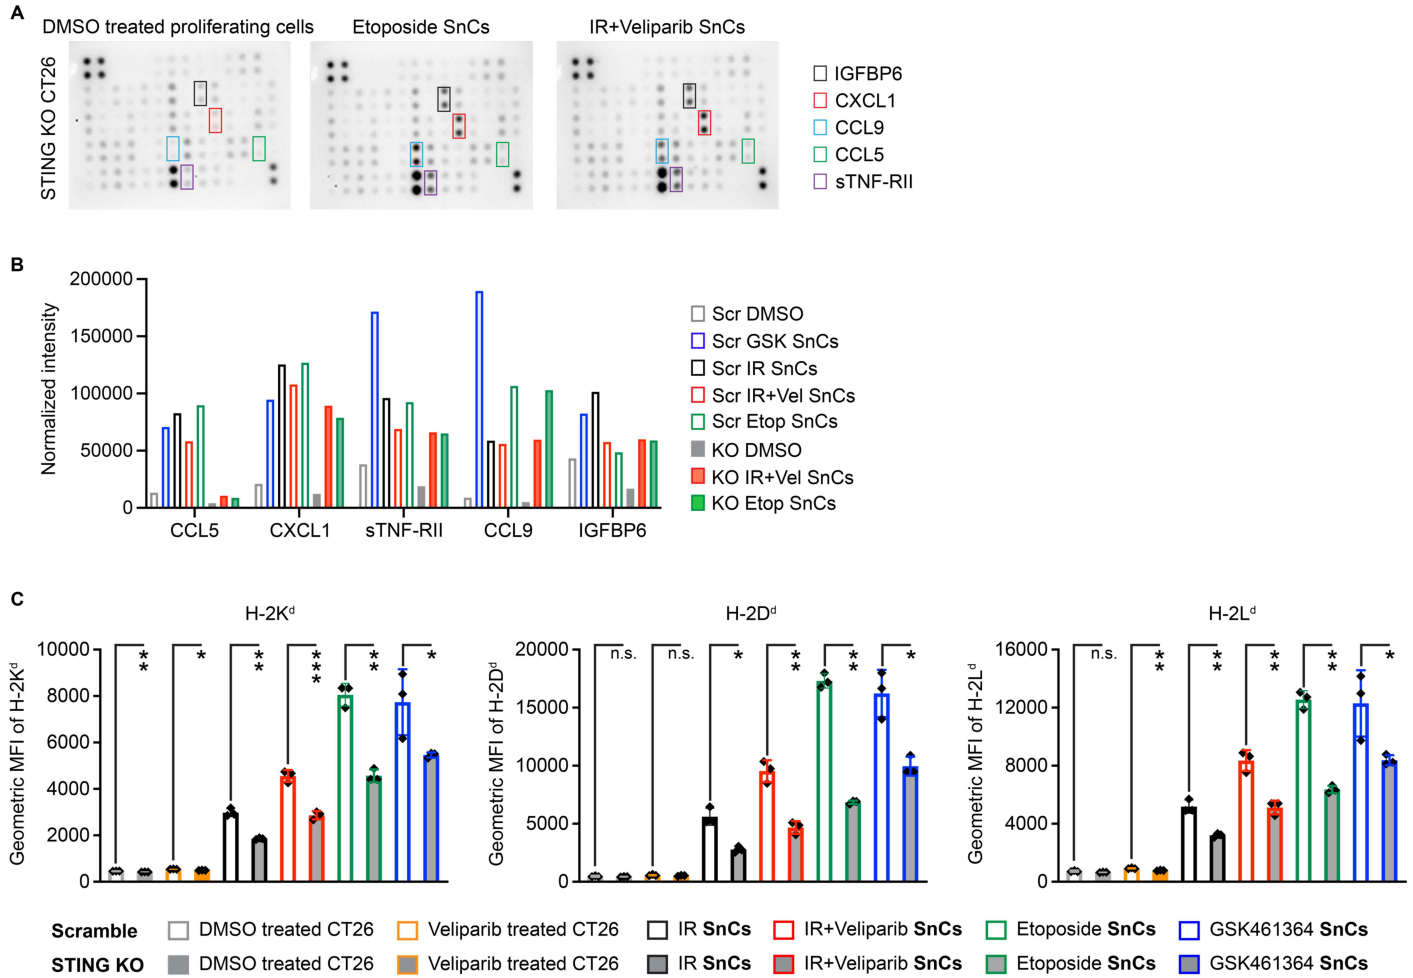 A
DMSO treated proliferating cells
Etoposide SnCs
IR+Veliparib SnCs
STING KO CT26
IGFBP6
CXCL1
CCL9
CCL5
sTNF-RII
B
Normalized intensity
200000
150000
100000
50000
0
CCL5
CXCL1
sTNF-RII
CCL9
IGFBP6
Scr DMSO
Scr GSK SnCs
Scr IR SnCs
Scr IR+Vel SnCs
Scr Etop SnCs
KO DMSO
KO IR+Vel SnCs
KO Etop SnCs
C
H-2Kᵈ
Geometric MFI of H-2Kᵈ
10000
8000
6000
4000
2000
0
** * ** *** ** *
H-2Dᵈ
Geometric MFI of H-2Dᵈ
20000
15000
10000
5000
0
n.s. n.s. * ** ** *
H-2Lᵈ
Geometric MFI of H-2Lᵈ
16000
12000
8000
4000
0
n.s. ** ** ** ** *
Scramble DMSO treated CT26 Veliparib treated CT26 IR SnCs IR+Veliparib SnCs Etoposide SnCs GSK461364 SnCs
STING KO DMSO treated CT26 Veliparib treated CT26 IR SnCs IR+Veliparib SnCs Etoposide SnCs GSK461364 SnCs